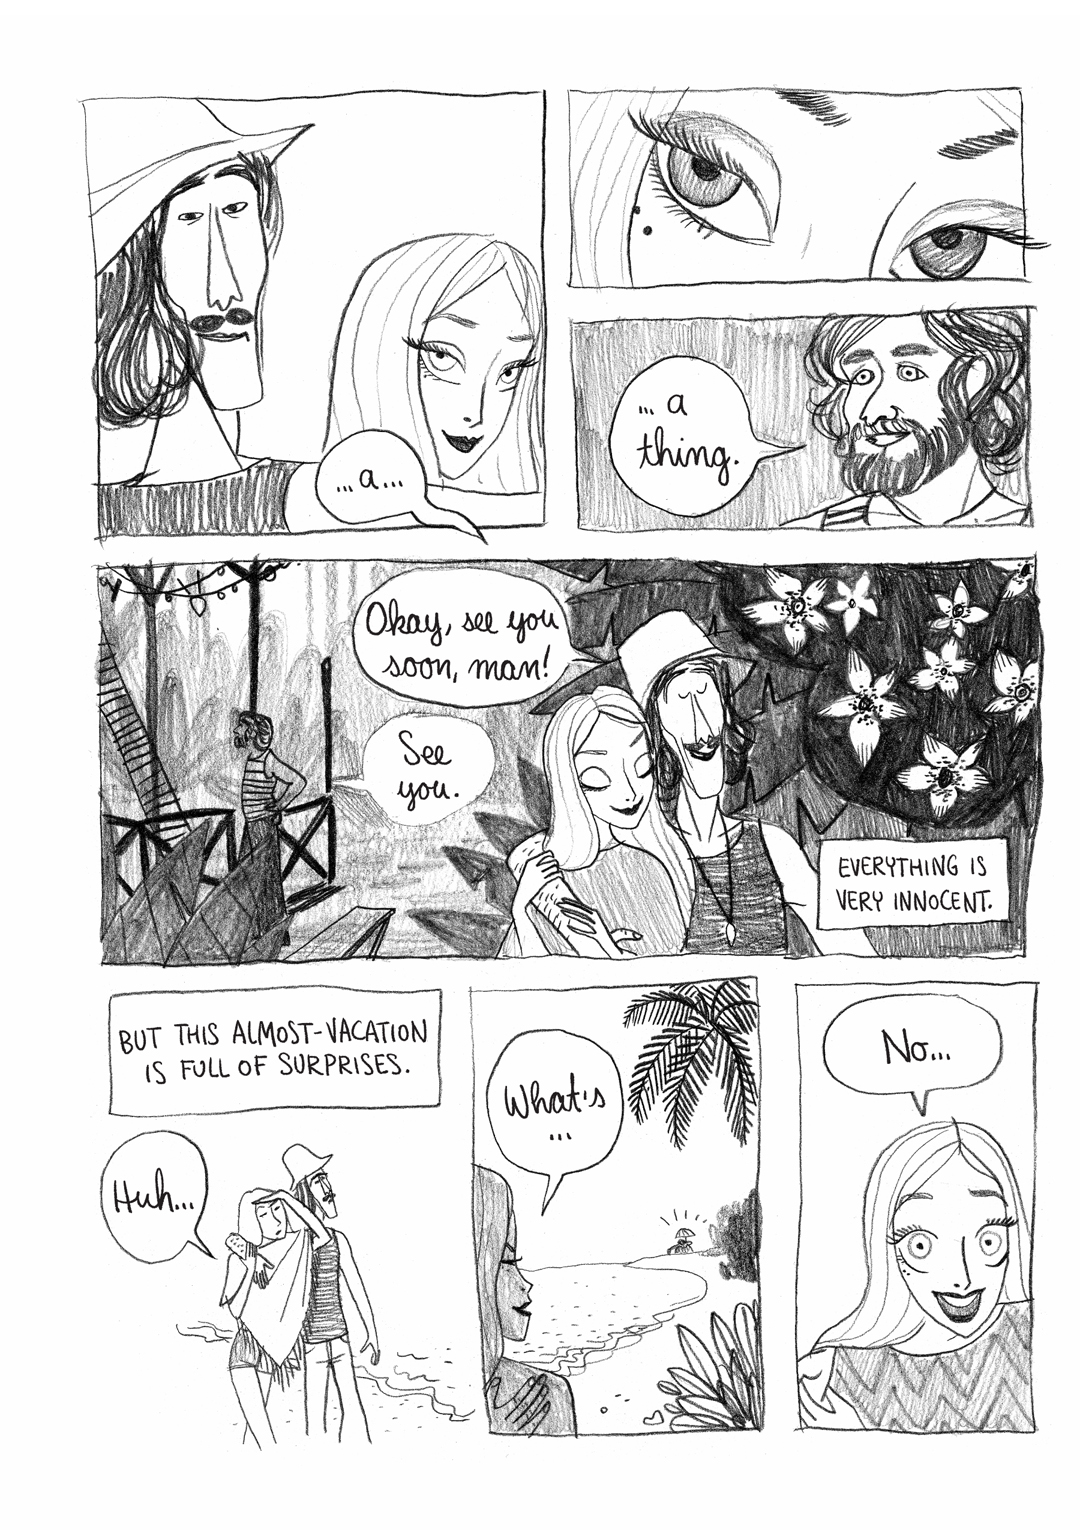 ... a ...
... a
thing.
Okay, see you
soon, man!
See
you.
EVERYTHING IS
VERY INNOCENT.
BUT THIS ALMOST-VACATION
IS FULL OF SURPRISES.
Huh...
What's
...
No...